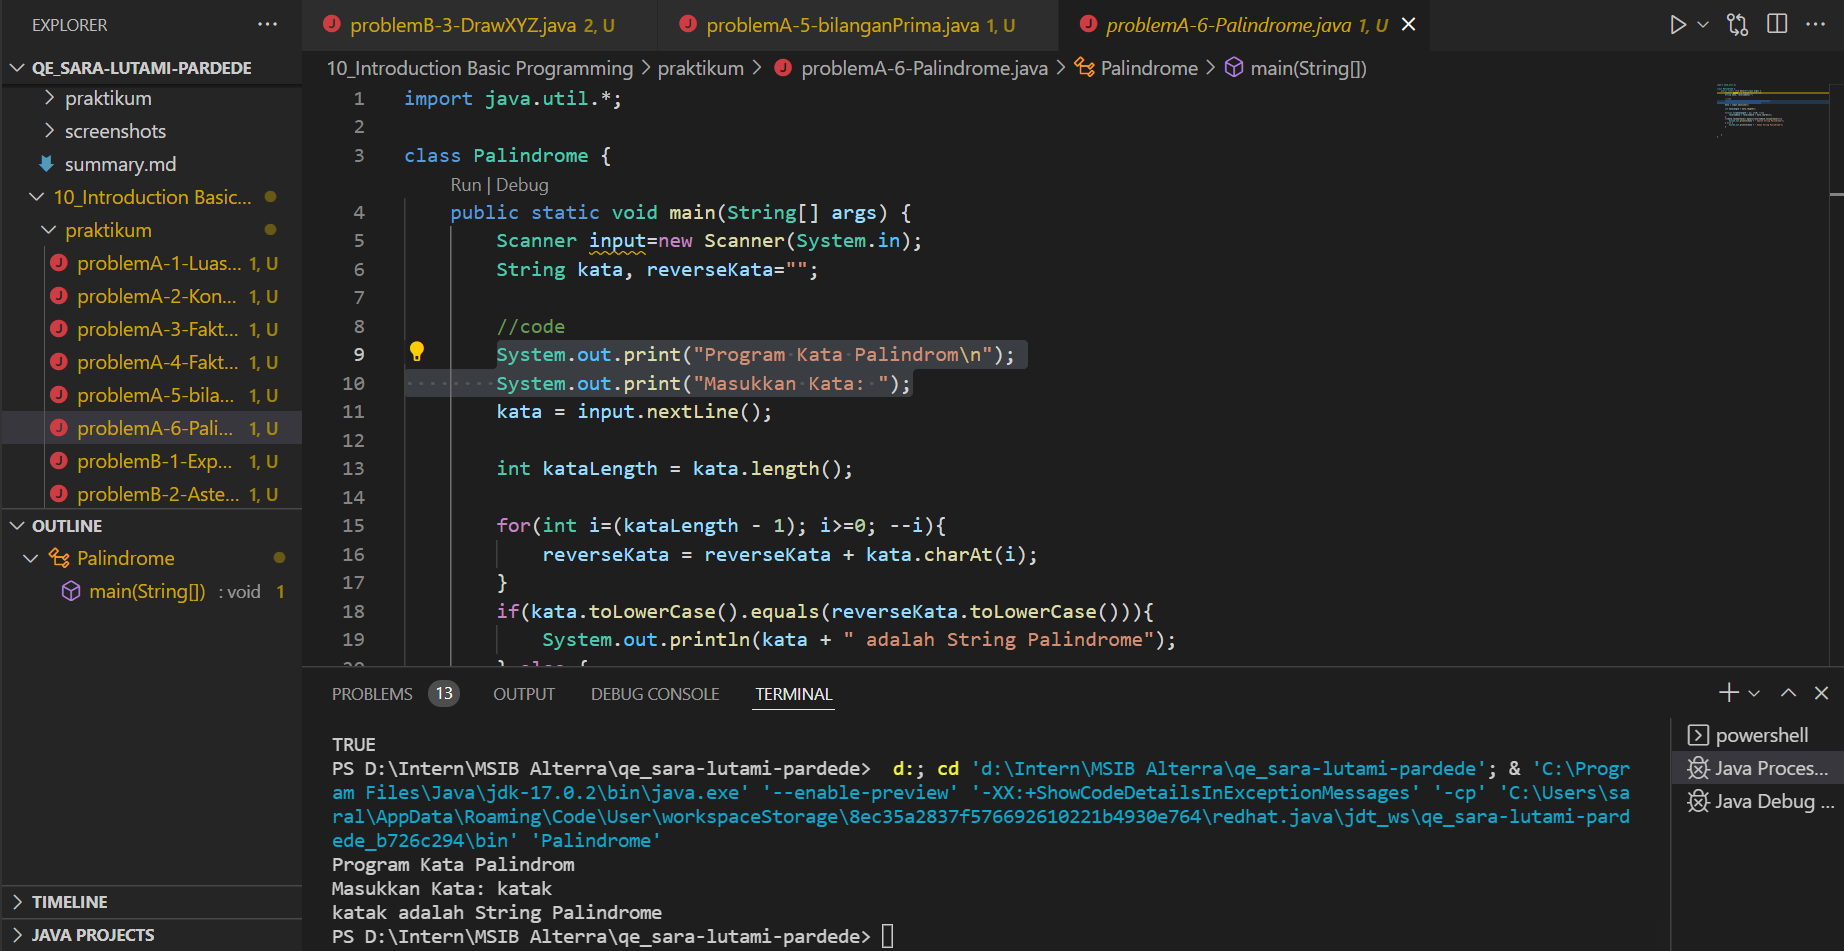 EXPLORER
QE_SARA-LUTAMI-PARDEDE
praktikum
screenshots
summary.md
10_Introduction Basic...
praktikum
problemA-1-Luas... 1, U
problemA-2-Kon... 1, U
problemA-3-Fakt... 1, U
problemA-4-Fakt... 1, U
problemA-5-bila... 1, U
problemA-6-Pali... 1, U
problemB-1-Exp... 1, U
problemB-2-Aste... 1, U
OUTLINE
Palindrome
main(String[]) : void 1
TIMELINE
JAVA PROJECTS
problemB-3-DrawXYZ.java 2, U
problemA-5-bilanganPrima.java 1, U
problemA-6-Palindrome.java 1, U
10_Introduction Basic Programming > praktikum > problemA-6-Palindrome.java > Palindrome > main(String[])
1 import java.util.*;
2
3 class Palindrome {
Run | Debug
4 public static void main(String[] args) {
5 Scanner input=new Scanner(System.in);
6 String kata, reverseKata="";
7
8 //code
9 System.out.print("Program Kata Palindrom\n");
10 System.out.print("Masukkan Kata: ");
11 kata = input.nextLine();
12
13 int kataLength = kata.length();
14
15 for(int i=(kataLength - 1); i>=0; --i){
16 reverseKata = reverseKata + kata.charAt(i);
17 }
18 if(kata.toLowerCase().equals(reverseKata.toLowerCase())){
19 System.out.println(kata + " adalah String Palindrome");
20 } else {
PROBLEMS 13 OUTPUT DEBUG CONSOLE TERMINAL
TRUE
PS D:\Intern\MSIB Alterra\qe_sara-lutami-pardede> d:; cd 'd:\Intern\MSIB Alterra\qe_sara-lutami-pardede'; & 'C:\Progr
am Files\Java\jdk-17.0.2\bin\java.exe' '--enable-preview' '-XX:+ShowCodeDetailsInExceptionMessages' '-cp' 'C:\Users\sa
ral\AppData\Roaming\Code\User\workspaceStorage\8ec35a2837f576692610221b4930e764\redhat.java\jdt_ws\qe_sara-lutami-pard
ede_b726c294\bin' 'Palindrome'
Program Kata Palindrom
Masukkan Kata: katak
katak adalah String Palindrome
PS D:\Intern\MSIB Alterra\qe_sara-lutami-pardede>
powershell
Java Proces...
Java Debug ...